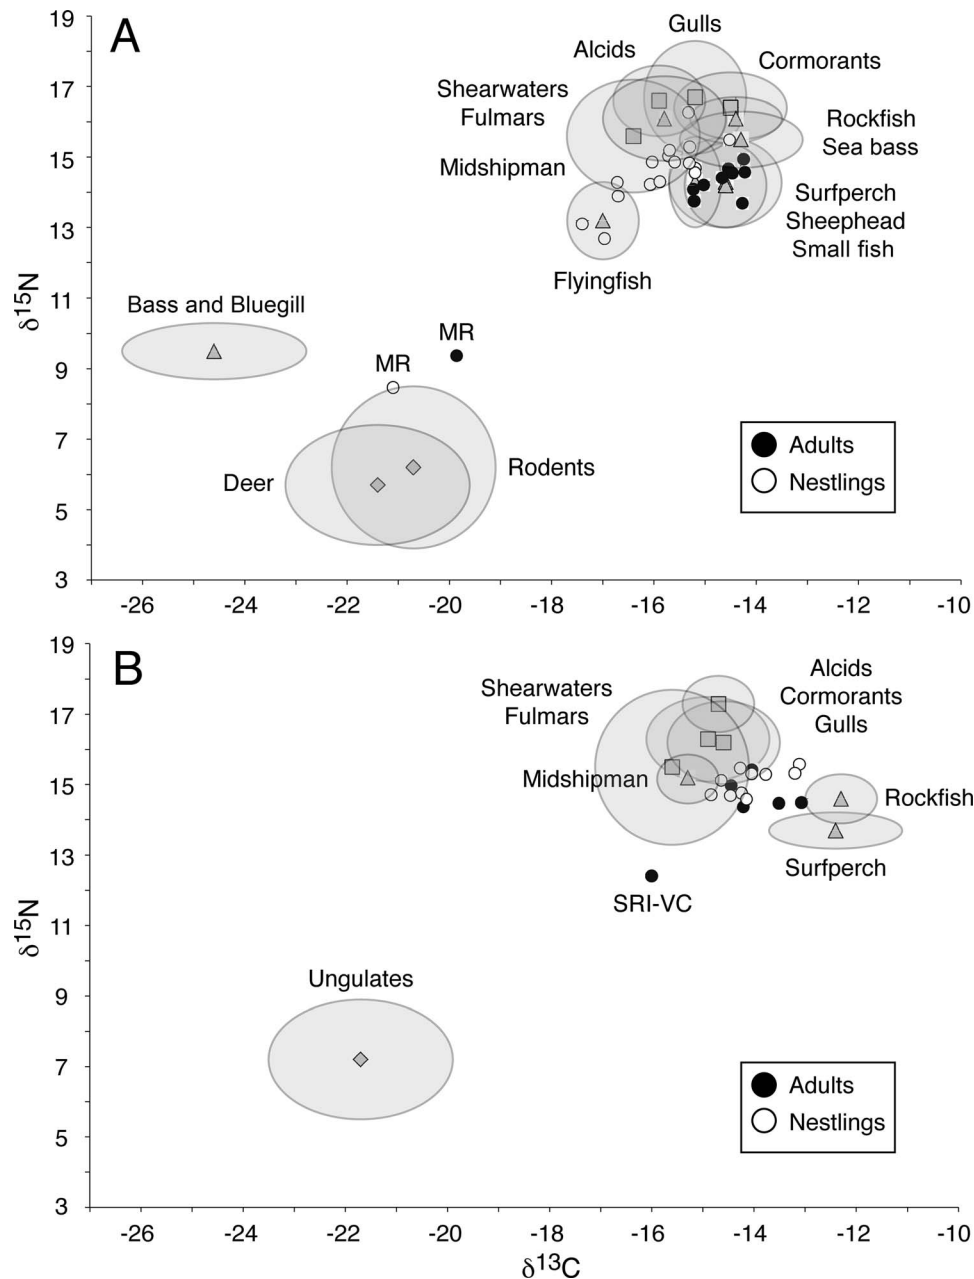 A
19
17
15
13
11
9
7
5
3
δ15N
Gulls
Alcids
Cormorants
Shearwaters
Fulmars
Rockfish
Sea bass
Midshipman
Surfperch
Sheephead
Small fish
Flyingfish
Bass and Bluegill
MR
MR
Deer
Rodents
Adults
Nestlings
-26 -24 -22 -20 -18 -16 -14 -12 -10
B
19
17
15
13
11
9
7
5
3
δ15N
Shearwaters
Fulmars
Alcids
Cormorants
Gulls
Midshipman
Rockfish
Surfperch
SRI-VC
Ungulates
Adults
Nestlings
-26 -24 -22 -20 -18 -16 -14 -12 -10
δ13C